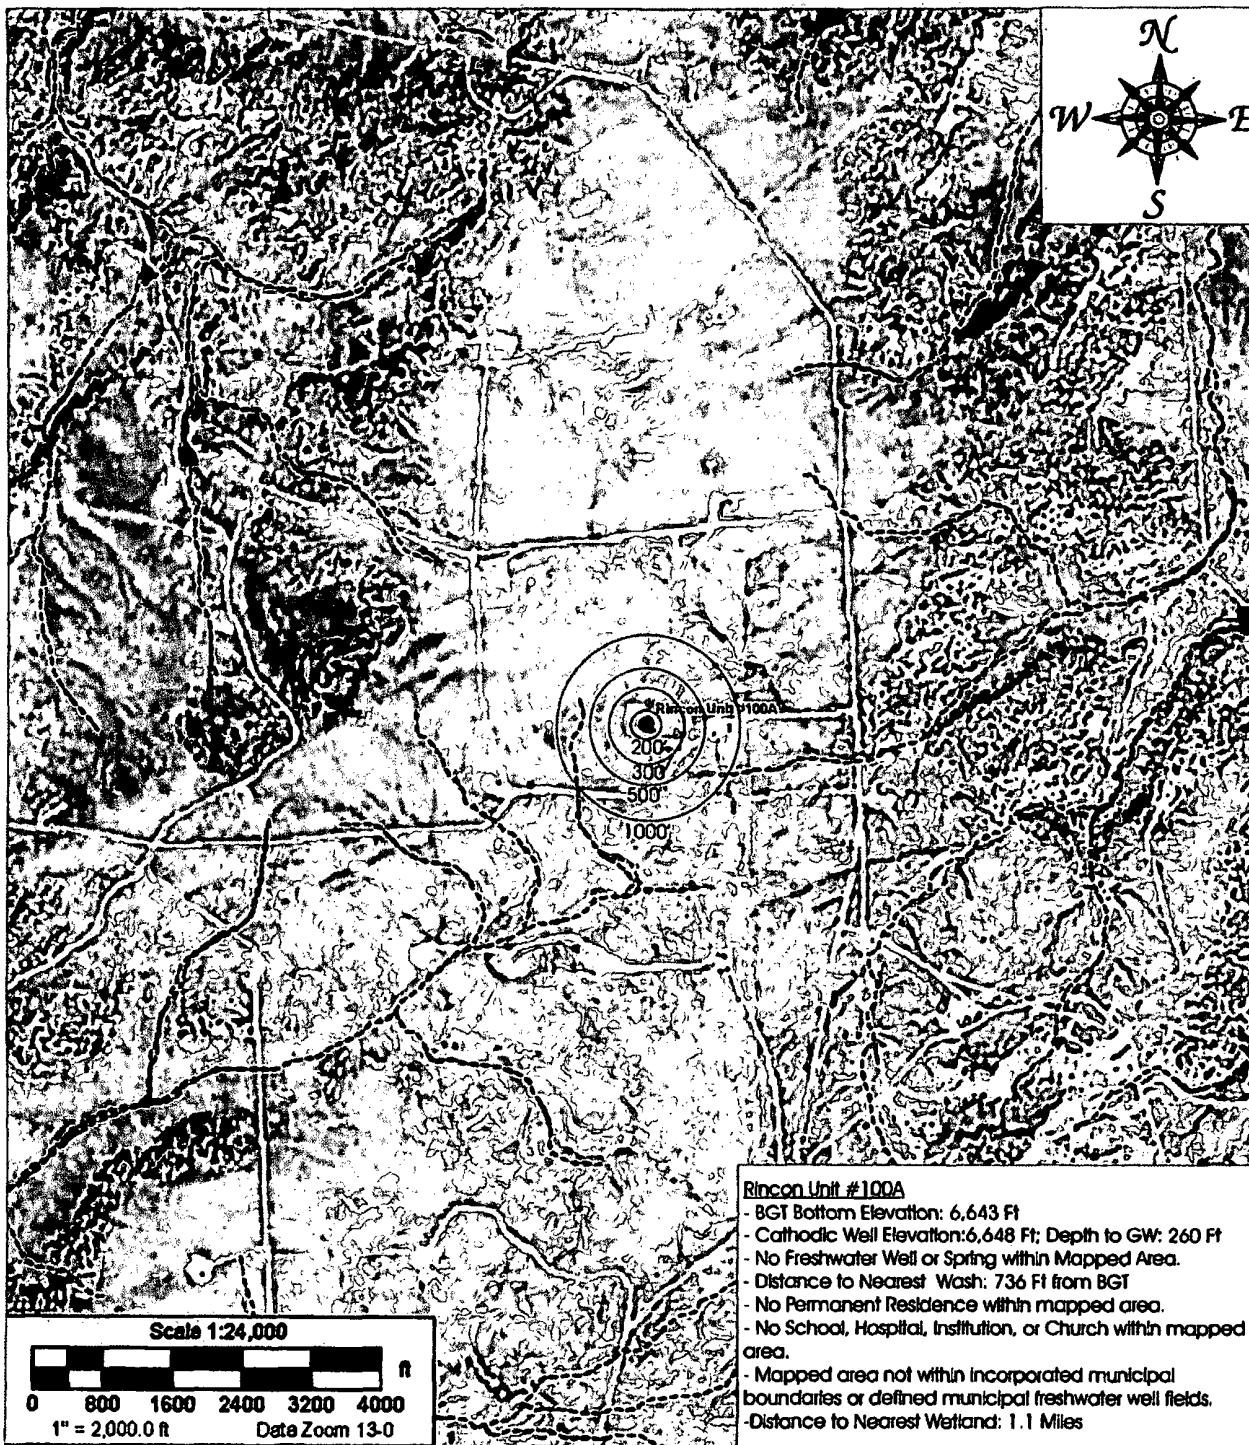 N
W E
S
Rincon Unit #100A
200'
300'
500'
1000'
Rincon Unit #100A
- BGT Bottom Elevation: 6,643 Ft
- Cathodic Well Elevation:6,648 Ft; Depth to GW: 260 Ft
- No Freshwater Well or Spring within Mapped Area.
- Distance to Nearest Wash: 736 Ft from BGT
- No Permanent Residence within mapped area.
- No School, Hospital, Institution, or Church within mapped
area.
- Mapped area not within incorporated municipal
boundaries or defined municipal freshwater well fields.
-Distance to Nearest Wetland: 1.1 Miles
Scale 1:24,000
ft
0 800 1600 2400 3200 4000
1" = 2,000.0 ft Data Zoom 13-0